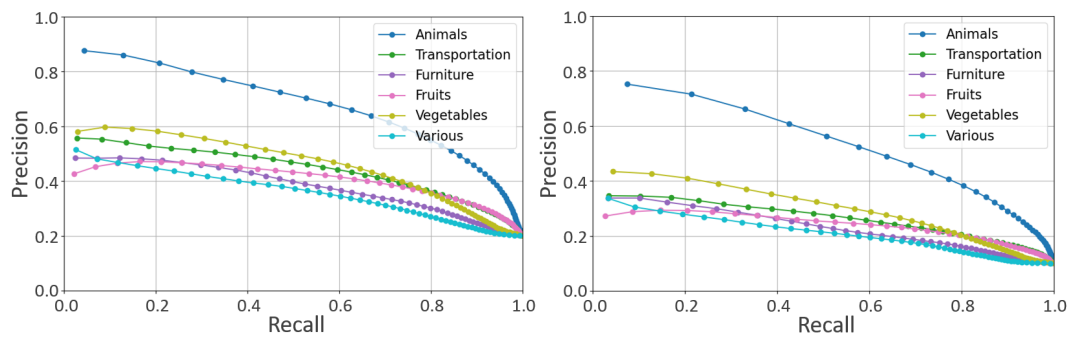 1.0
0.8
0.6
0.4
0.2
0.0
Precision
0.0 0.2 0.4 0.6 0.8 1.0
Recall
Animals
Transportation
Furniture
Fruits
Vegetables
Various
1.0
0.8
0.6
0.4
0.2
0.0
Precision
0.0 0.2 0.4 0.6 0.8 1.0
Recall
Animals
Transportation
Furniture
Fruits
Vegetables
Various